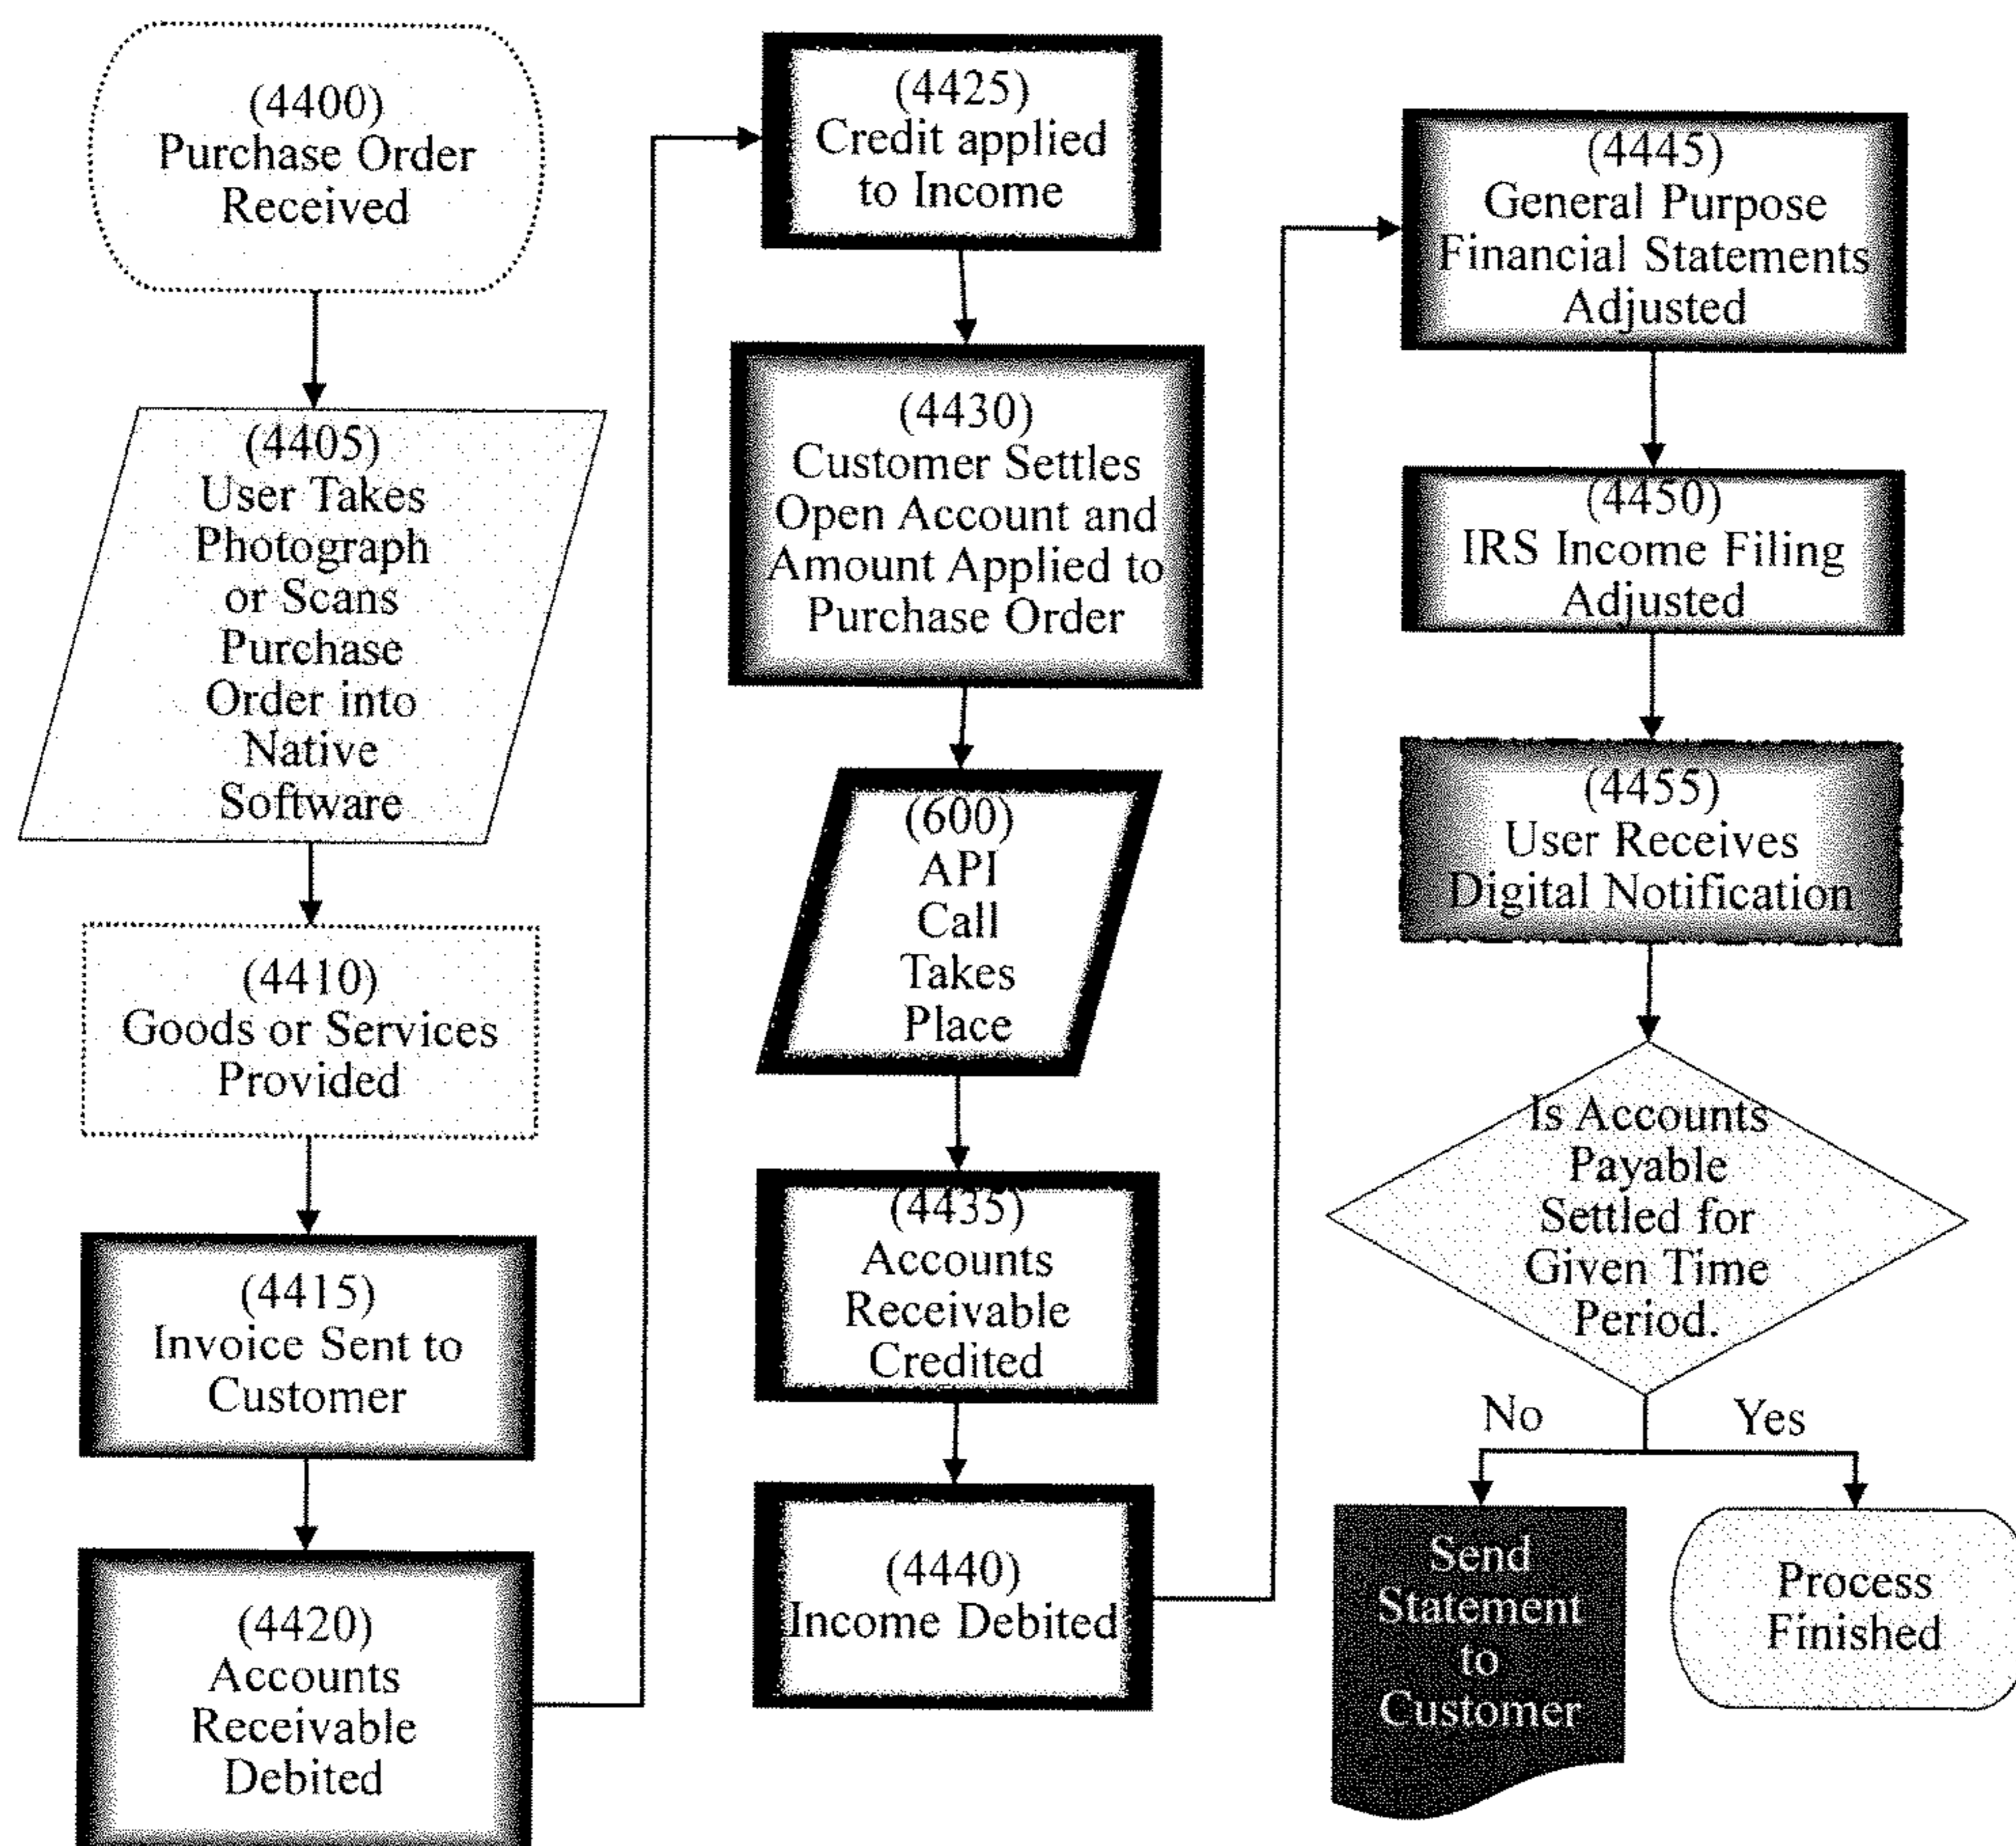 (4400)
Purchase Order
Received
(4405)
User Takes
Photograph
or Scans
Purchase
Order into
Native
Software
(4410)
Goods or Services
Provided
(4415)
Invoice Sent to
Customer
(4420)
Accounts
Receivable
Debited
(4425)
Credit applied
to Income
(4430)
Customer Settles
Open Account and
Amount Applied to
Purchase Order
(600)
API
Call
Takes
Place
(4435)
Accounts
Receivable
Credited
(4440)
Income Debited
(4445)
General Purpose
Financial Statements
Adjusted
(4450)
IRS Income Filing
Adjusted
(4455)
User Receives
Digital Notification
Is Accounts
Payable
Settled for
Given Time
Period.
No
Yes
Send
Statement
to
Customer
Process
Finished